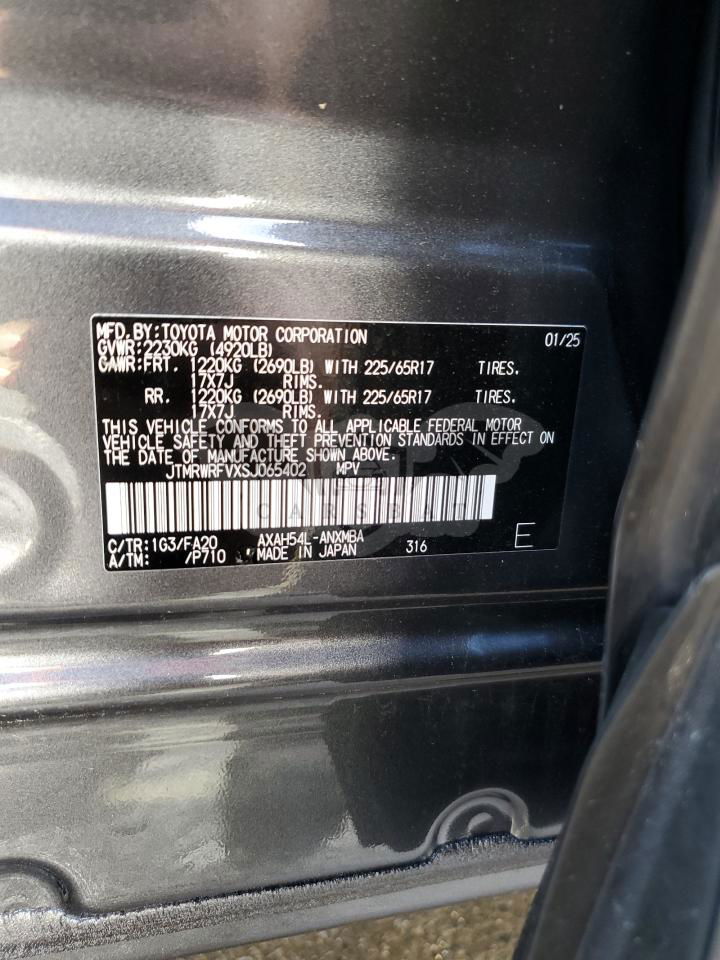 MFD.BY:TOYOTA MOTOR CORPORATION 01/25
GVWR:2230KG (4920LB)
GAWR:FRT. 1220KG (2690LB) WITH 225/65R17 TIRES.
17X7J RIMS.
RR. 1220KG (2690LB) WITH 225/65R17 TIRES.
17X7J RIMS.
THIS VEHICLE CONFORMS TO ALL APPLICABLE FEDERAL MOTOR
VEHICLE SAFETY AND THEFT PREVENTION STANDARDS IN EFFECT ON
THE DATE OF MANUFACTURE SHOWN ABOVE.
JTMRWRFVXSJ065402 MPV
C/TR:1G3/FA20 AXAH54L-ANXMBA
A/TM: /P710 MADE IN JAPAN 316 E